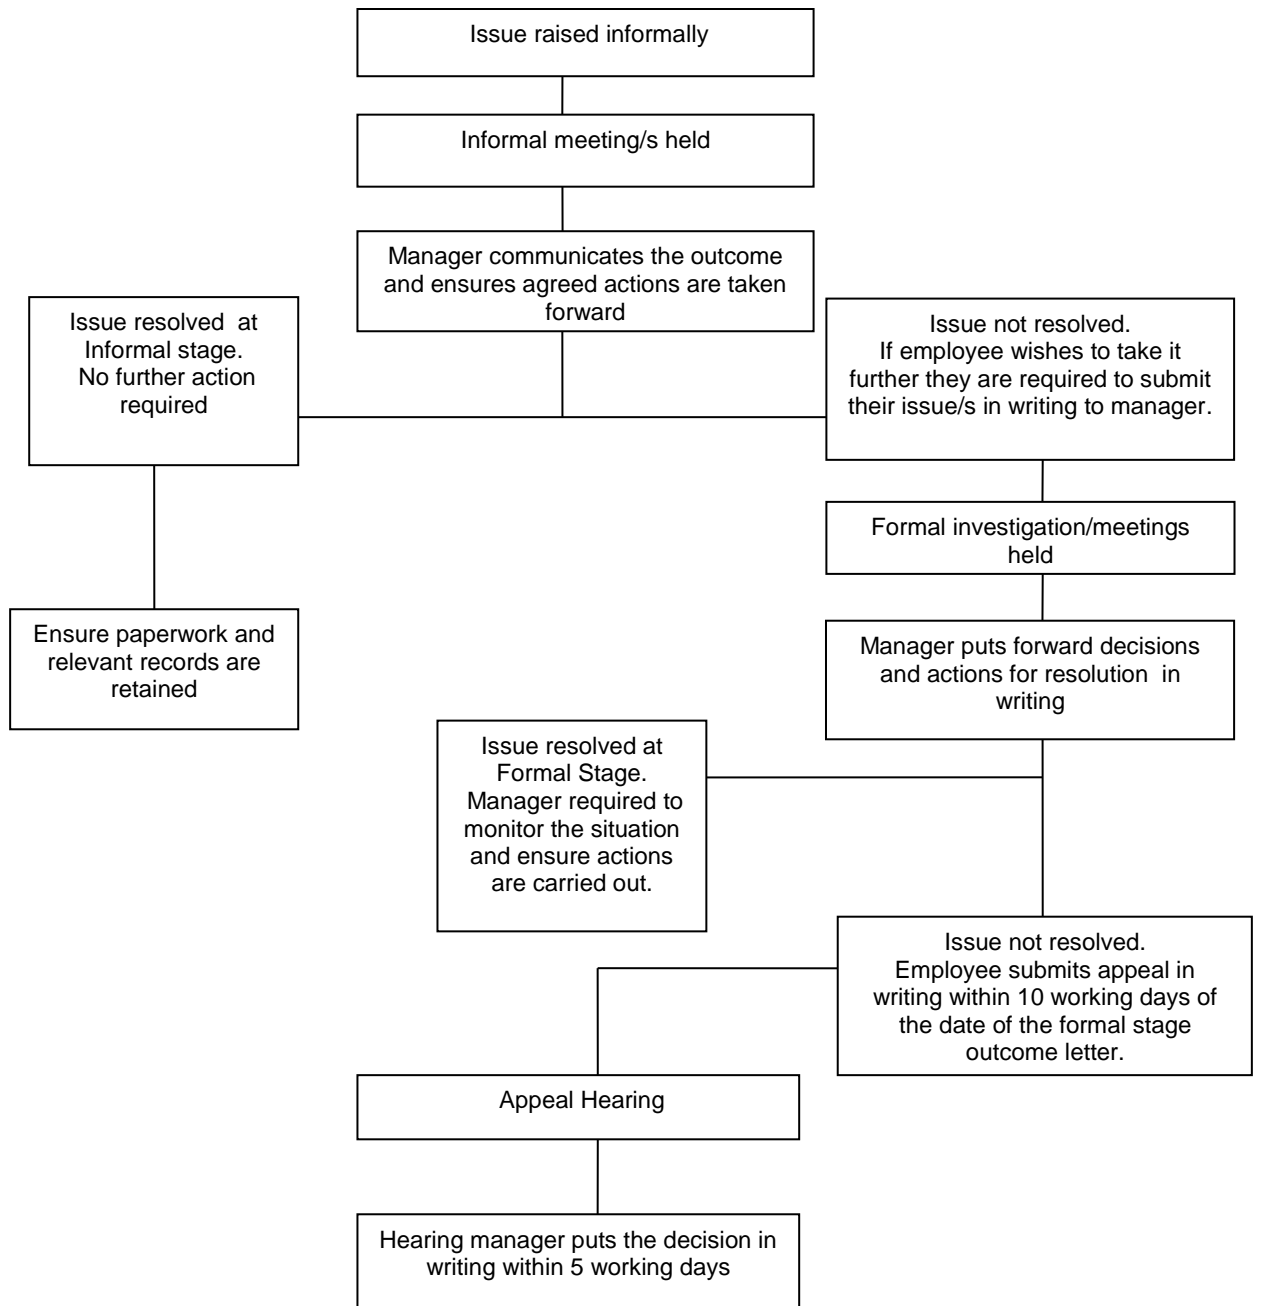 Issue raised informally
Informal meeting/s held
Manager communicates the outcome
and ensures agreed actions are taken
forward
Issue resolved  at
Informal stage.
No further action
required
Issue not resolved.
If employee wishes to take it
further they are required to submit
their issue/s in writing to manager.
Formal investigation/meetings
held
Ensure paperwork and
relevant records are
retained
Manager puts forward decisions
and actions for resolution  in
writing
Issue resolved at
Formal Stage.
Manager required to
monitor the situation
and ensure actions
are carried out.
Issue not resolved.
Employee submits appeal in
writing within 10 working days of
the date of the formal stage
outcome letter.
Appeal Hearing
Hearing manager puts the decision in
writing within 5 working days